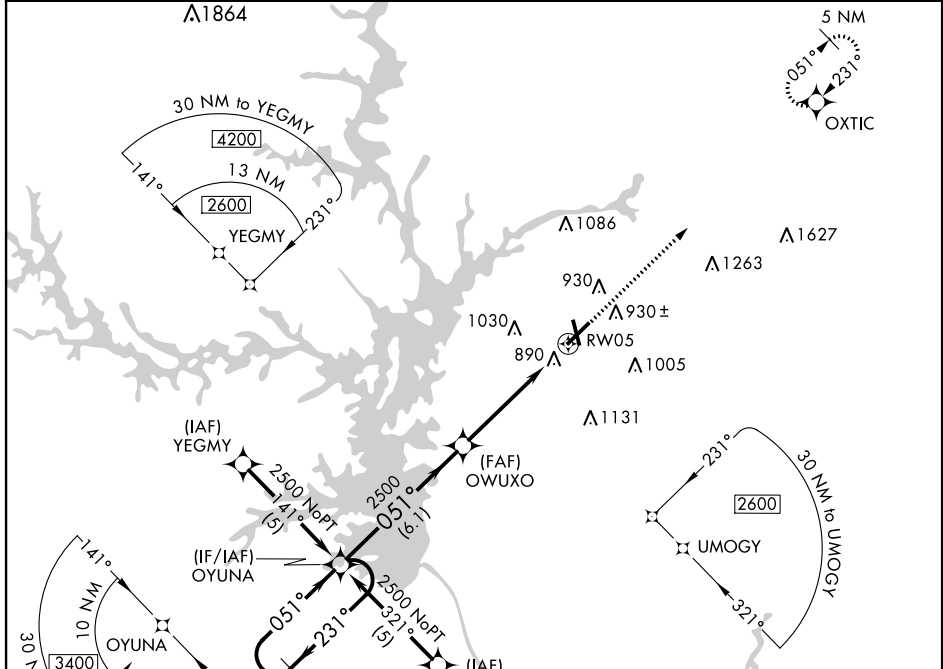 1864
5 NM
051°
231°
OXTIC
30 NM to YEGMY
4200
141°
13 NM
2600
231°
YEGMY
1086
1627
1263
930
930 ±
1030
RW05
890
1005
1131
(IAF)
YEGMY
2500 NoPT
141°
(5)
(FAF)
OWUXO
2500
051°
(6.1)
231°
30 NM to UMOGY
2600
UMOGY
321°
(IF/IAF)
OYUNA
2500 NoPT
321°
(5)
051°
231°
141°
10 NM
OYUNA
3400
30
(IAF)